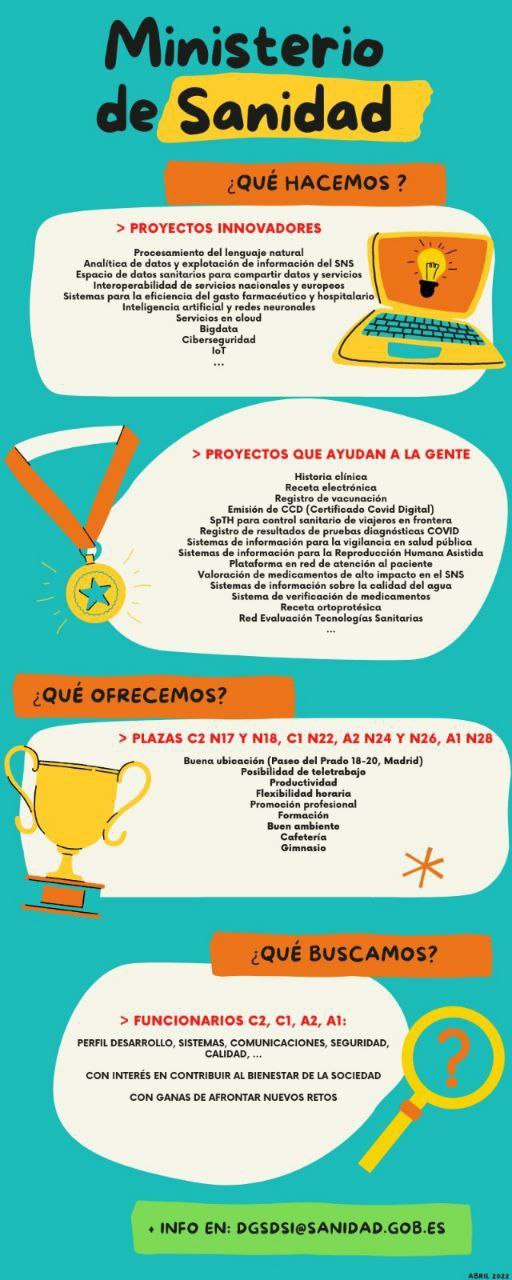 Ministerio
de Sanidad
¿QUÉ HACEMOS ?
> PROYECTOS INNOVADORES
Procesamiento del lenguaje natural
Analítica de datos y explotación de información del SNS
Espacio de datos sanitarios para compartir datos y servicios
Interoperabilidad de servicios nacionales y europeos
Sistemas para la eficiencia del gasto farmacéutico y hospitalario
Inteligencia artificial y redes neuronales
Servicios en cloud
Bigdata
Ciberseguridad
IoT
...
> PROYECTOS QUE AYUDAN A LA GENTE
Historia clínica
Receta electrónica
Registro de vacunación
Emisión de CCD (Certificado Covid Digital)
SpTH para control sanitario de viajeros en frontera
Registro de resultados de pruebas diagnósticas COVID
Sistemas de información para la vigilancia en salud pública
Sistemas de información para la Reproducción Humana Asistida
Plataforma en red de atención al paciente
Valoración de medicamentos de alto impacto en el SNS
Sistemas de información sobre la calidad del agua
Sistema de verificación de medicamentos
Receta ortoprotésica
Red Evaluación Tecnologías Sanitarias
...
¿QUÉ OFRECEMOS?
> PLAZAS C2 N17 Y N18, C1 N22, A2 N24 Y N26, A1 N28
Buena ubicación (Paseo del Prado 18-20, Madrid)
Posibilidad de teletrabajo
Productividad
Flexibilidad horaria
Promoción profesional
Formación
Buen ambiente
Cafetería
Gimnasio
¿QUÉ BUSCAMOS?
> FUNCIONARIOS C2, C1, A2, A1:
PERFIL DESARROLLO, SISTEMAS, COMUNICACIONES, SEGURIDAD,
CALIDAD, ...
CON INTERÉS EN CONTRIBUIR AL BIENESTAR DE LA SOCIEDAD
CON GANAS DE AFRONTAR NUEVOS RETOS
?
+ INFO EN: DGSDSI@SANIDAD.GOB.ES
ABRIL 2022